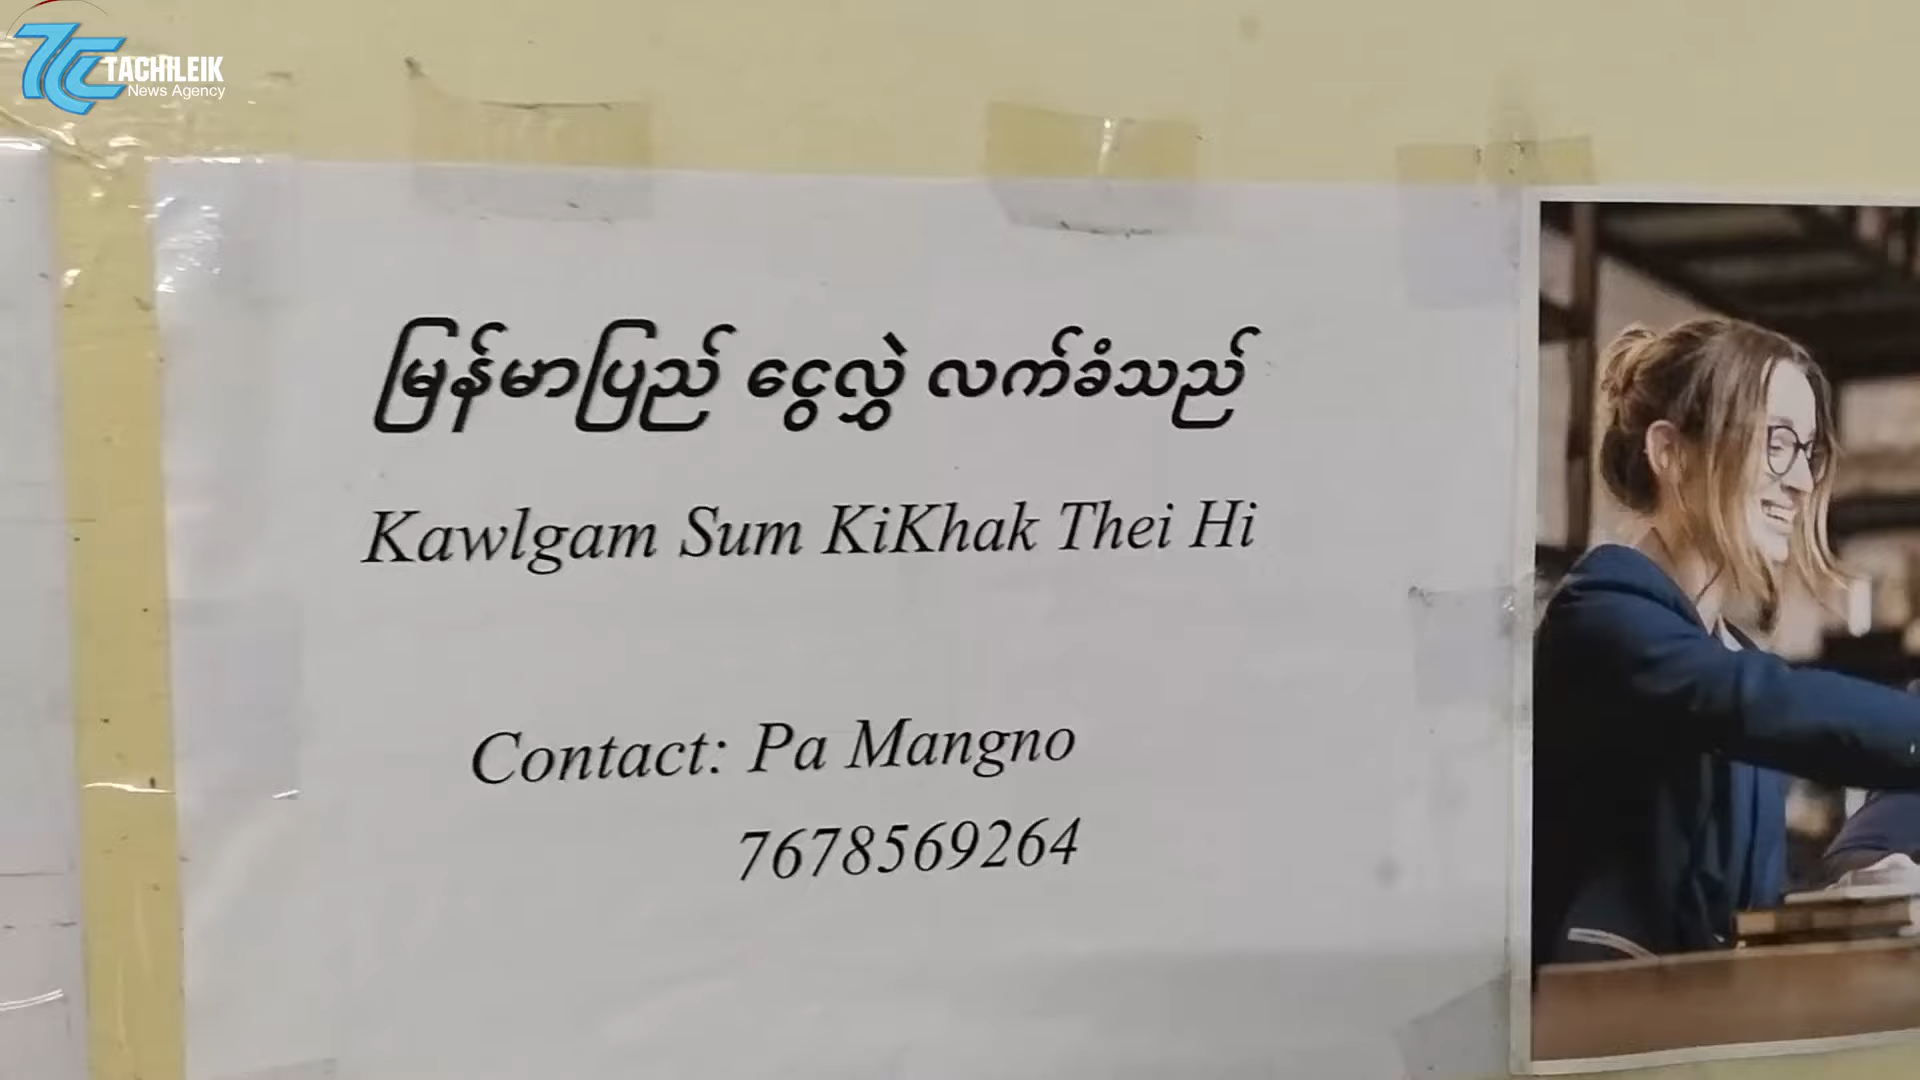 TACHILEIK
News Agency
မြန်မာပြည် ငွေလွှဲ လက်ခံသည်
Kawlgam Sum KiKhak Thei Hi
Contact: Pa Mangno
7678569264